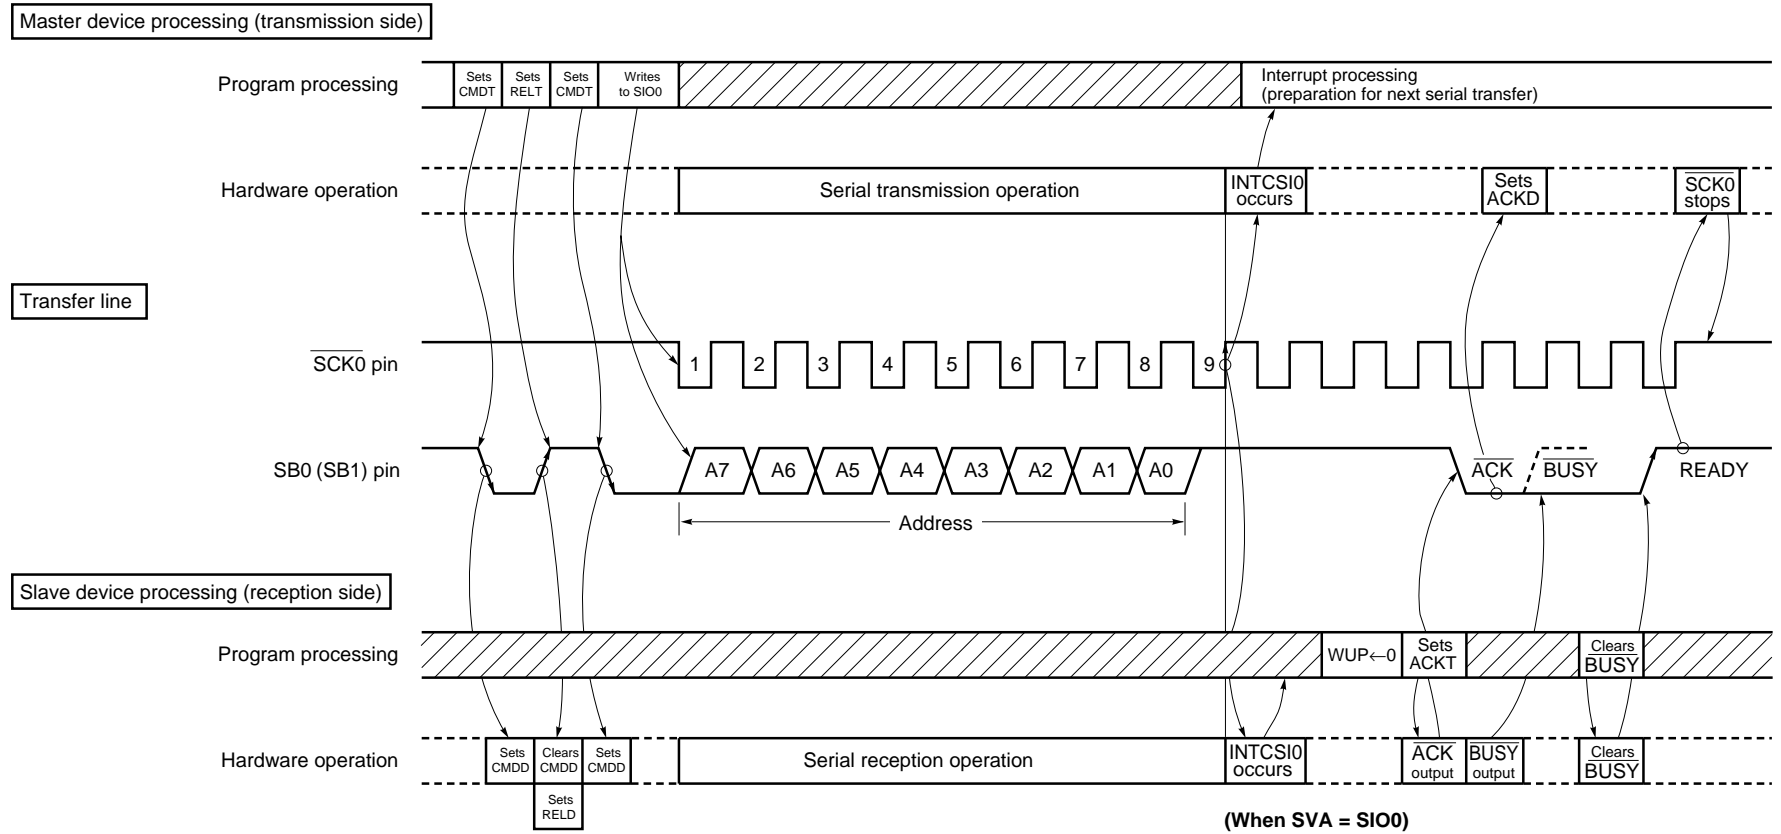 Master device processing (transmission side)
Program processing
Sets CMDT
Sets RELT
Sets CMDT
Writes to SIO0
Interrupt processing
(preparation for next serial transfer)
Hardware operation
Serial transmission operation
INTCSI0 occurs
Sets ACKD
SCK0 stops
Transfer line
SCK0 pin
1 2 3 4 5 6 7 8 9
SB0 (SB1) pin
A7 A6 A5 A4 A3 A2 A1 A0
ACK BUSY READY
Address
Slave device processing (reception side)
Program processing
WUP←0
Sets ACKT
Clears BUSY
Hardware operation
Sets CMDD
Clears CMDD
Sets CMDD
Serial reception operation
INTCSI0 occurs
ACK output
BUSY output
Clears BUSY
Sets RELD
(When SVA = SIO0)